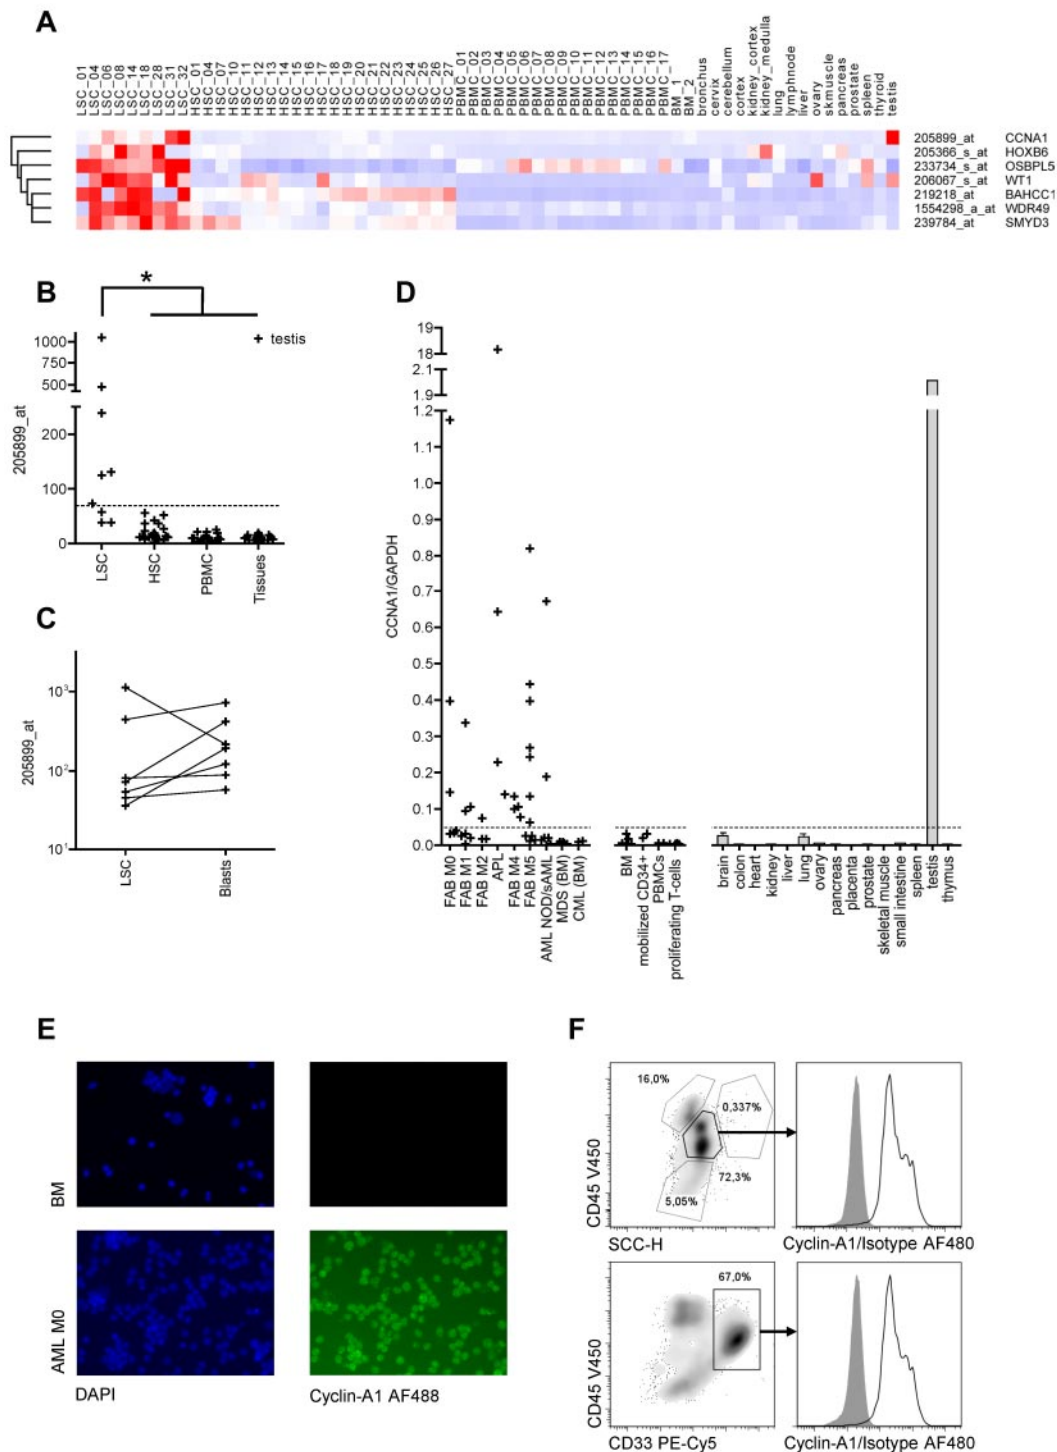 A
LSC_01
LSC_04
LSC_06
LSC_08
LSC_14
LSC_18
LSC_28
LSC_31
LSC_32
HSC_01
HSC_04
HSC_07
HSC_10
HSC_11
HSC_12
HSC_13
HSC_14
HSC_15
HSC_16
HSC_17
HSC_18
HSC_19
HSC_20
HSC_21
HSC_22
HSC_23
HSC_24
HSC_25
HSC_26
HSC_27
PBMC_01
PBMC_02
PBMC_03
PBMC_04
PBMC_05
PBMC_06
PBMC_07
PBMC_08
PBMC_09
PBMC_10
PBMC_11
PBMC_12
PBMC_13
PBMC_14
PBMC_15
PBMC_16
PBMC_17
BM_1
BM_2
bronchus
cervix
cerebellum
cortex
kidney_cortex
kidney_medulla
lung
lymphnode
liver
ovary
skmuscle
pancreas
prostate
spleen
thyroid
testis
205899_at CCNA1
205366_s_at HOXB6
233734_s_at OSBPL5
206067_s_at WT1
219218_at BAHCC1
1554298_a_at WDR49
239784_at SMYD3
B
*
testis
1000
750
500
200
100
0
205899_at
LSC
HSC
PBMC
Tissues
C
10³
10²
10¹
205899_at
LSC
Blasts
D
19
18
2.1
1.9
1.2
1.1
1.0
0.9
0.8
0.7
0.6
0.5
0.4
0.3
0.2
0.1
0.0
CCNA1/GAPDH
FAB M0
FAB M1
FAB M2
APL
FAB M4
FAB M5
AML NOD/sAML
MDS (BM)
CML (BM)
BM
mobilized CD34+
PBMCs
proliferating T-cells
brain
colon
heart
kidney
liver
lung
ovary
pancreas
placenta
prostate
skeletal muscle
small intestine
spleen
testis
thymus
E
BM
AML M0
DAPI
Cyclin-A1 AF488
F
16,0%
0,337%
72,3%
5,05%
CD45 V450
SCC-H
Cyclin-A1/Isotype AF480
67,0%
CD45 V450
CD33 PE-Cy5
Cyclin-A1/Isotype AF480